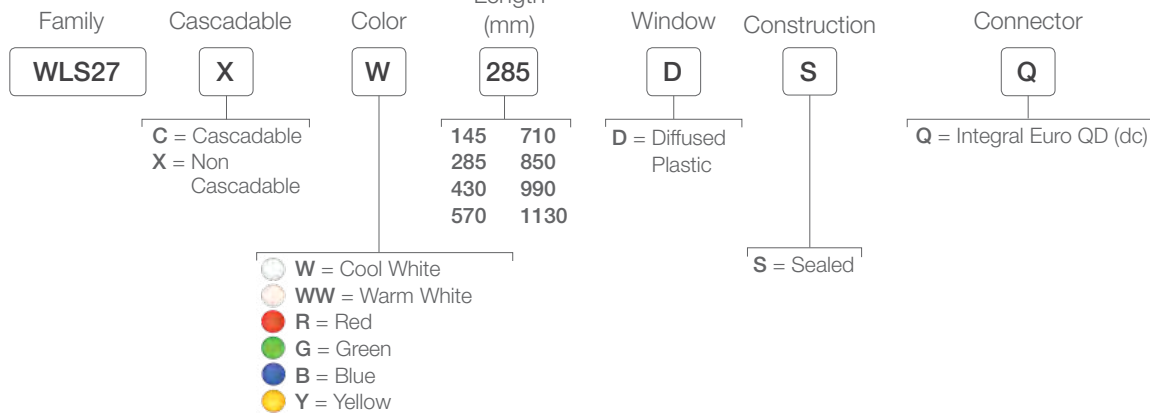 Length
Family Cascadable Color (mm) Window Construction Connector
WLS27 X W 285 D S Q
C = Cascadable
X = Non
Cascadable
145 710
285 850
430 990
570 1130
D = Diffused
Plastic
Q = Integral Euro QD (dc)
S = Sealed
W = Cool White
WW = Warm White
R = Red
G = Green
B = Blue
Y = Yellow